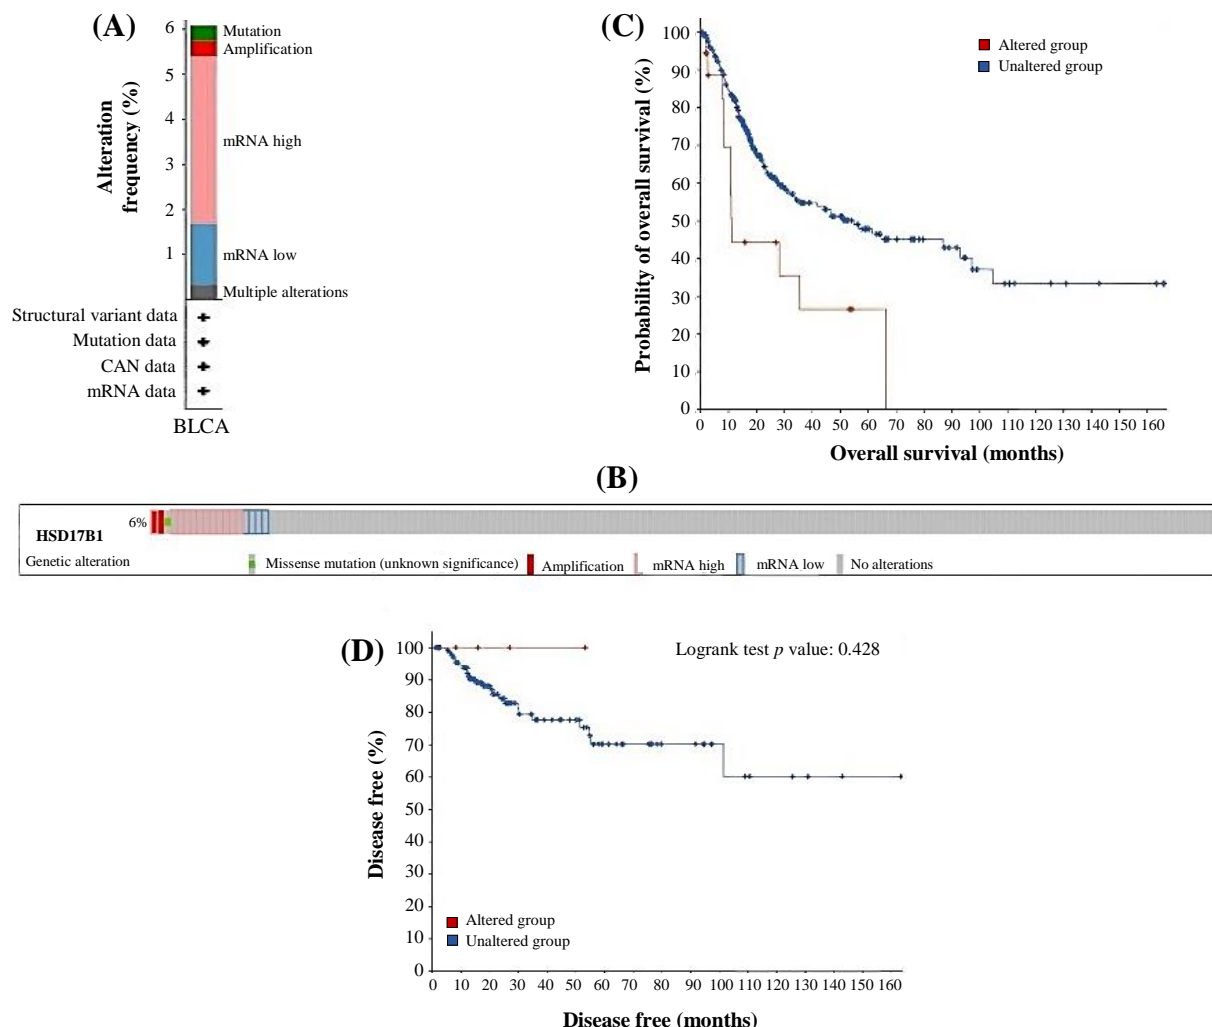 (A)
Alteration
frequency (%)
6
5
4
3
2
1
Mutation
Amplification
mRNA high
mRNA low
Multiple alterations
Structural variant data
Mutation data
CAN data
mRNA data
BLCA
(C)
Probability of overall survival (%)
100
90
80
70
60
50
40
30
20
10
0
Altered group
Unaltered group
0 10 20 30 40 50 60 70 80 90 100 110 120 130 140 150 160
Overall survival (months)
(B)
HSD17B1
6%
Genetic alteration
Missense mutation (unknown significance)
Amplification
mRNA high
mRNA low
No alterations
(D)
Disease free (%)
100
90
80
70
60
50
40
30
20
10
0
Logrank test p value: 0.428
Altered group
Unaltered group
0 10 20 30 40 50 60 70 80 90 100 110 120 130 140 150 160
Disease free (months)